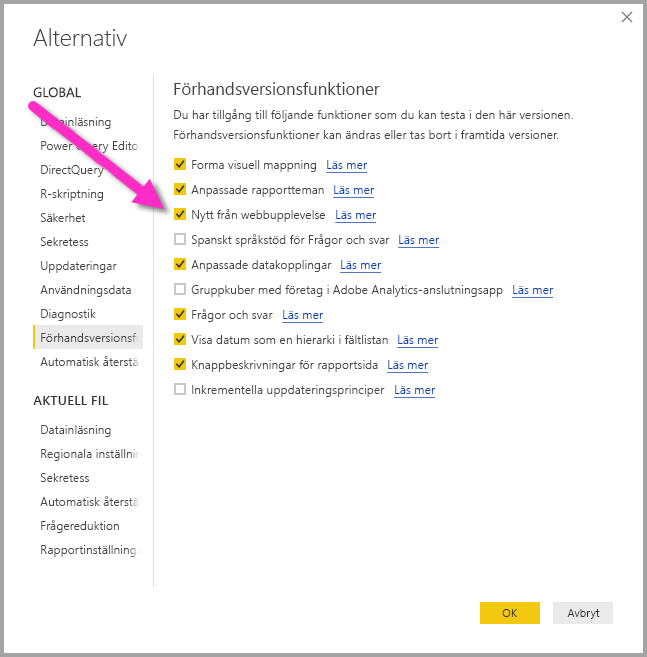 Alternativ
GLOBAL
Datainläsning
Power Query Edito
DirectQuery
R-skriptning
Säkerhet
Sekretess
Uppdateringar
Användningsdata
Diagnostik
Förhandsversionsfu
Automatisk återstä
AKTUELL FIL
Datainläsning
Regionala inställnin
Sekretess
Automatisk återstä
Frågereduktion
Rapportinställning
Förhandsversionsfunktioner
Du har tillgång till följande funktioner som du kan testa i den här versionen.
Förhandsversionsfunktioner kan ändras eller tas bort i framtida versioner.
Forma visuell mappning Läs mer
Anpassade rapportteman Läs mer
Nytt från webbupplevelse Läs mer
Spanskt språkstöd för Frågor och svar Läs mer
Anpassade datakopplingar Läs mer
Gruppkuber med företag i Adobe Analytics-anslutningsapp Läs mer
Frågor och svar Läs mer
Visa datum som en hierarki i fältlistan Läs mer
Knappbeskrivningar för rapportsida Läs mer
Inkrementella uppdateringsprinciper Läs mer
OK
Avbryt